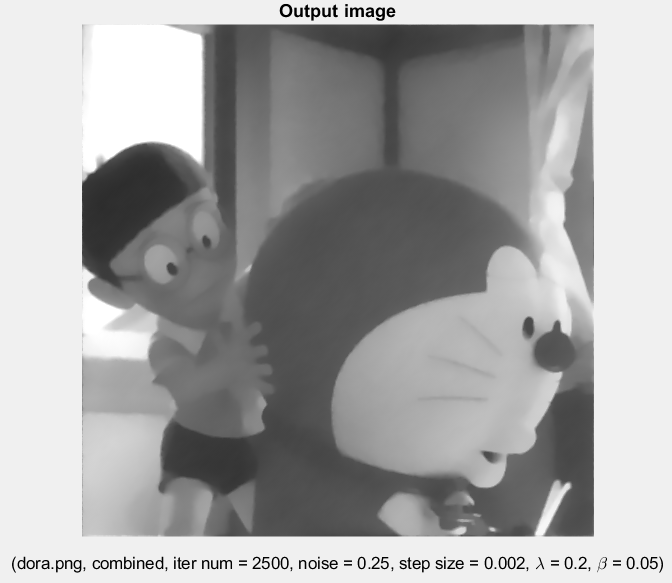 Output image
(dora.png, combined, iter num = 2500, noise = 0.25, step size = 0.002, λ = 0.2, β = 0.05)